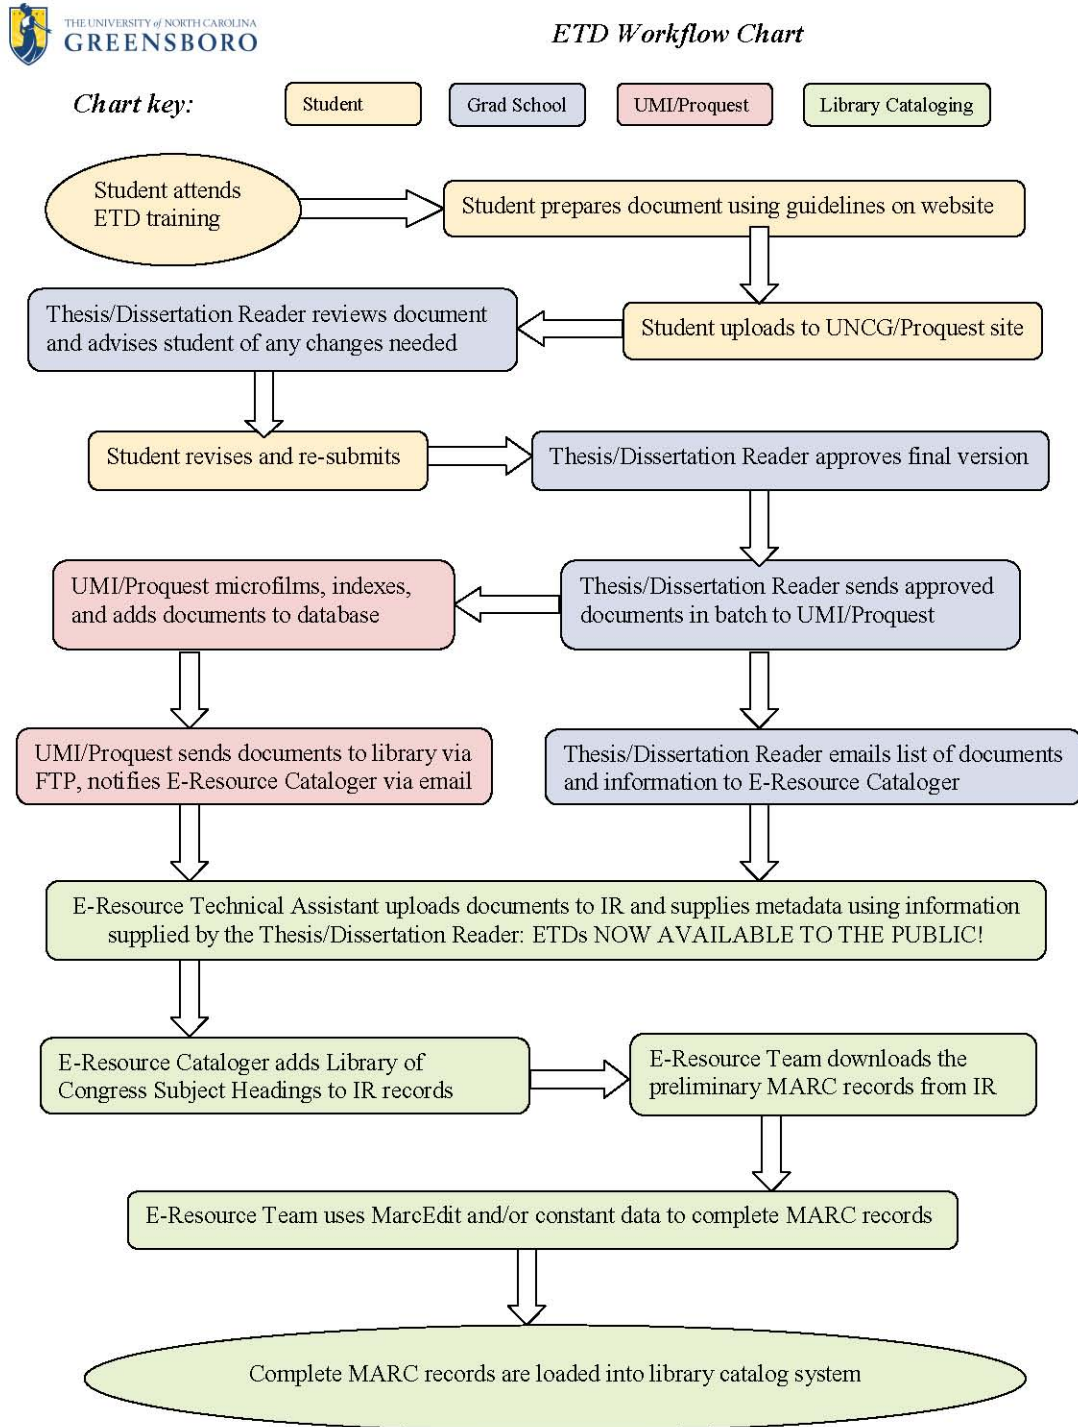 THE UNIVERSITY of NORTH CAROLINA
GREENSBORO
ETD Workflow Chart
Chart key:
Student
Grad School
UMI/Proquest
Library Cataloging
Student attends
ETD training
Student prepares document using guidelines on website
Student uploads to UNCG/Proquest site
Thesis/Dissertation Reader reviews document
and advises student of any changes needed
Student revises and re-submits
Thesis/Dissertation Reader approves final version
Thesis/Dissertation Reader sends approved
documents in batch to UMI/Proquest
UMI/Proquest microfilms, indexes,
and adds documents to database
UMI/Proquest sends documents to library via
FTP, notifies E-Resource Cataloger via email
Thesis/Dissertation Reader emails list of documents
and information to E-Resource Cataloger
E-Resource Technical Assistant uploads documents to IR and supplies metadata using information
supplied by the Thesis/Dissertation Reader: ETDs NOW AVAILABLE TO THE PUBLIC!
E-Resource Cataloger adds Library of
Congress Subject Headings to IR records
E-Resource Team downloads the
preliminary MARC records from IR
E-Resource Team uses MarcEdit and/or constant data to complete MARC records
Complete MARC records are loaded into library catalog system